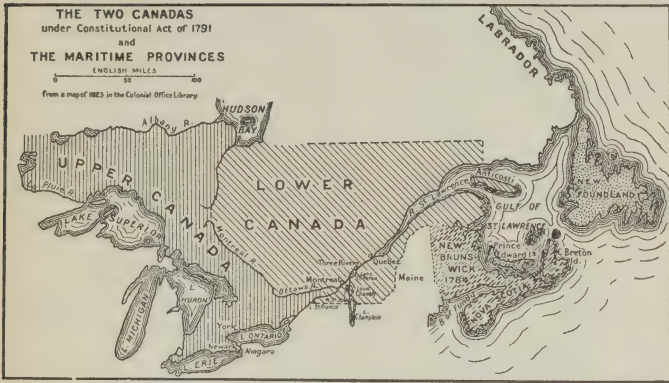 THE TWO CANADAS
under Constitutional Act of 1791
and
THE MARITIME PROVINCES
ENGLISH MILES
0 50 100
from a map of 1823 in the Colonial Office Library
LABRADOR
HUDSON
BAY
Albany R.
UPPER CANADA
La Pluie R.
LAKE SUPERIOR
LOWER
CANADA
Montreal R.
Ottawa R.
R. St. Lawrence
Anticosti
GULF OF
ST LAWRENCE
NEW
FOUNDLAND
Prince
Edward Is
C. Breton
Id.
NEW
BRUNS
WICK
1784
NOVA SCOTIA
B of Fundy
Maine
Three Rivers
Quebec
Montreal
L. St Francis
L.
Champlain
L. MICHIGAN
L.
HURON
York
L. ONTARIO
Newark
Niagara
L. ERIE